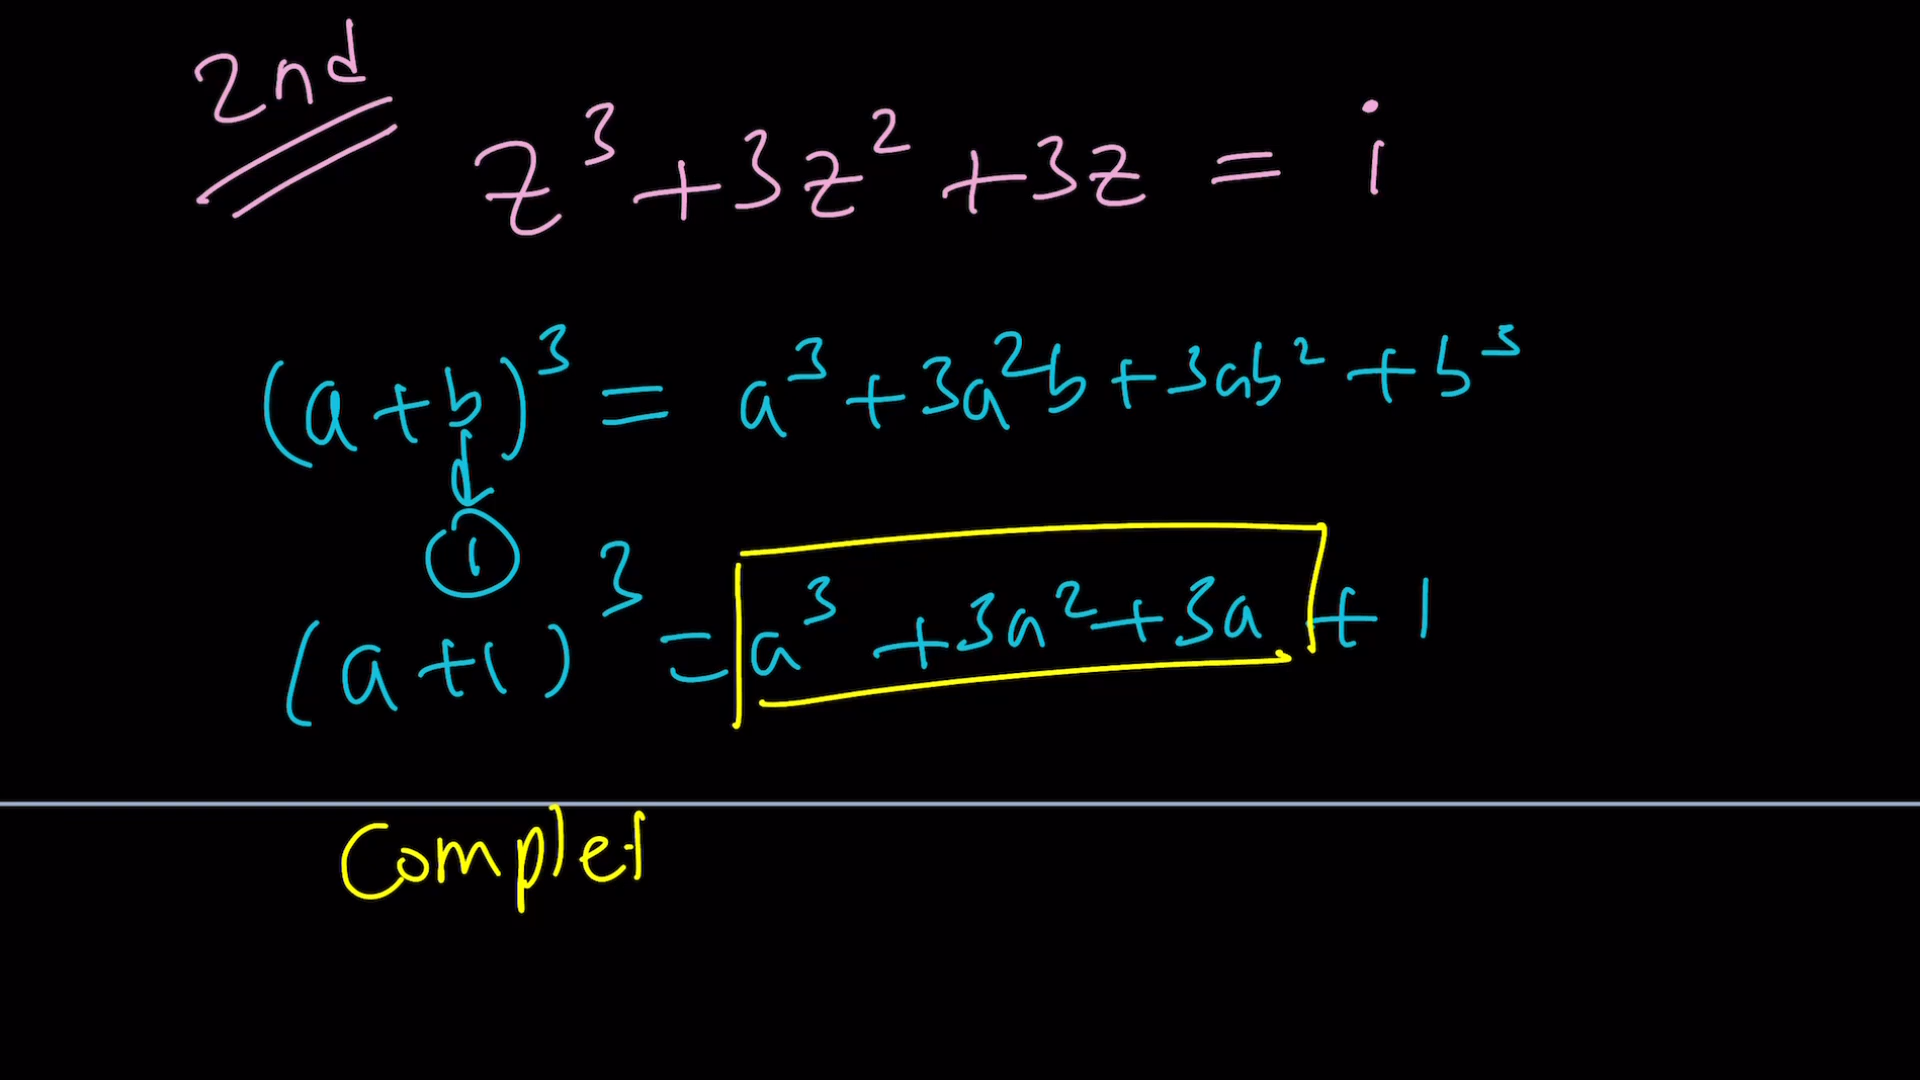 2nd
z³ + 3z² + 3z = i
(a + b)³ = a³ + 3a²b + 3ab² + b³
1
(a + 1)³ = a³ + 3a² + 3a + 1
Complet